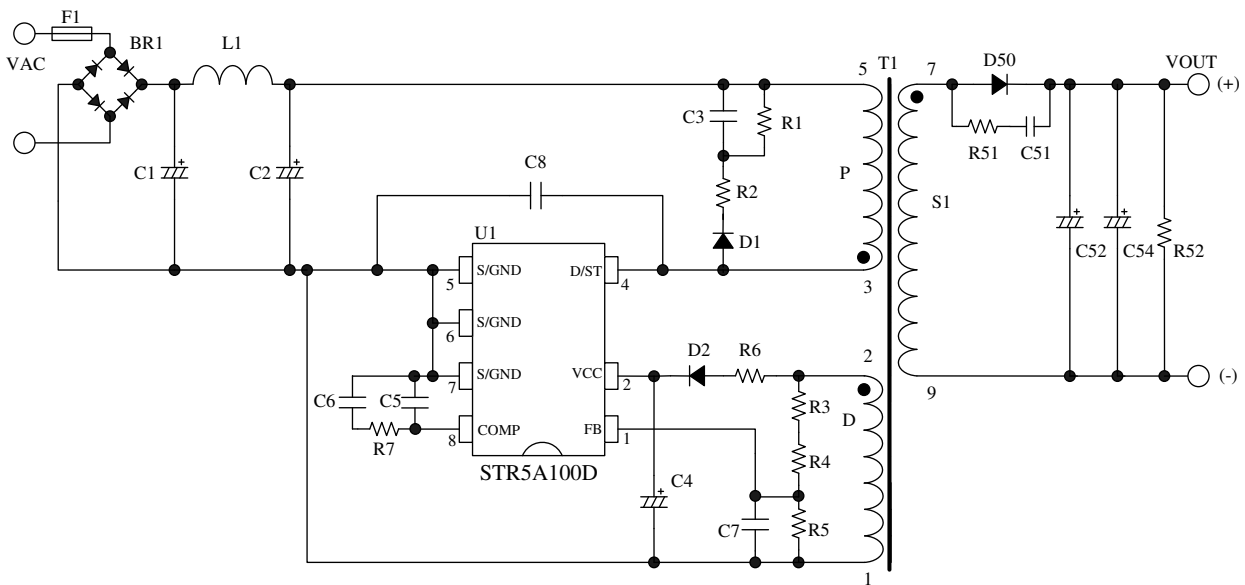 F1
BR1
L1
VAC
C1
C2
C3
R1
R2
D1
C8
U1
S/GND
5
D/ST
4
S/GND
6
S/GND
7
VCC
2
COMP
8
FB
1
STR5A100D
C6
C5
R7
D2
R6
R3
R4
R5
C4
C7
5
T1
7
P
S1
3
2
D
1
9
D50
R51
C51
VOUT
(+)
C52
C54
R52
(-)
+
+
+
+
+